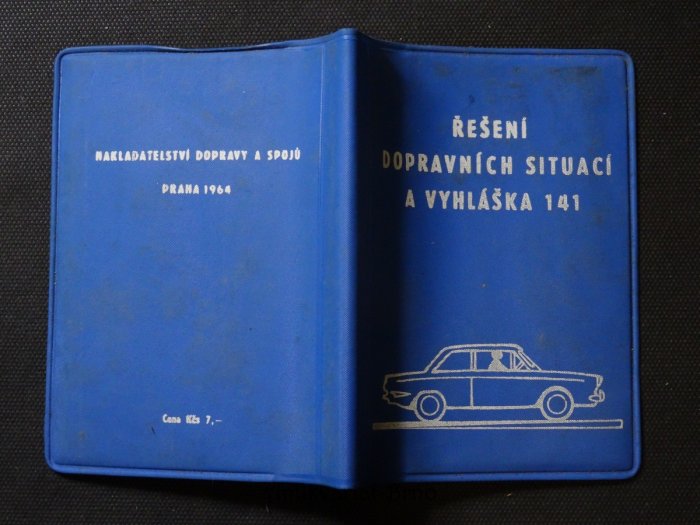 NAKLADATELSTVÍ DOPRAVY A SPOJŮ
PRAHA 1964
Cena Kčs 7,–
ŘEŠENÍ
DOPRAVNÍCH SITUACÍ
A VYHLÁŠKA 141